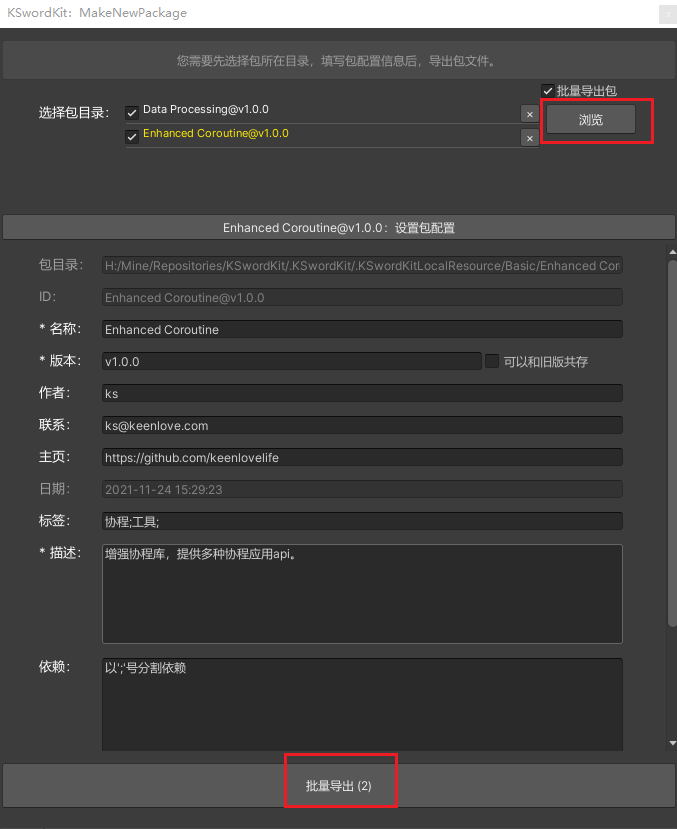 KSwordKit：MakeNewPackage
您需要先选择包所在目录，填写包配置信息后，导出包文件。
批量导出包
选择包目录： Data Processing@v1.0.0 × 浏览
Enhanced Coroutine@v1.0.0 ×
Enhanced Coroutine@v1.0.0：设置包配置
包目录： H:/Mine/Repositories/KSwordKit/.KSwordKit/.KSwordKitLocalResource/Basic/Enhanced Cor
ID： Enhanced Coroutine@v1.0.0
* 名称： Enhanced Coroutine
* 版本： v1.0.0 可以和旧版共存
作者： ks
联系： ks@keenlove.com
主页： https://github.com/keenlovelife
日期： 2021-11-24 15:29:23
标签： 协程;工具;
* 描述： 增强协程库，提供多种协程应用api。
依赖： 以';'号分割依赖
批量导出 (2)